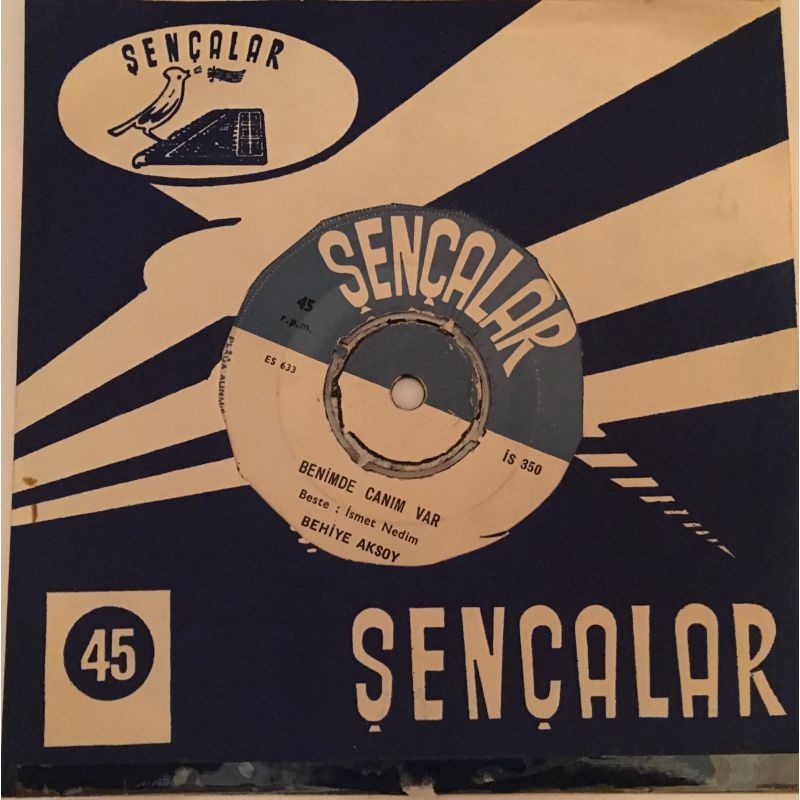 ŞENÇALAR
ŞENÇALAR
45
r.p.m.
ES 633
İS 350
BENİMDE CANIM VAR
Beste : İsmet Nedim
BEHİYE AKSOY
45
ŞENÇALAR